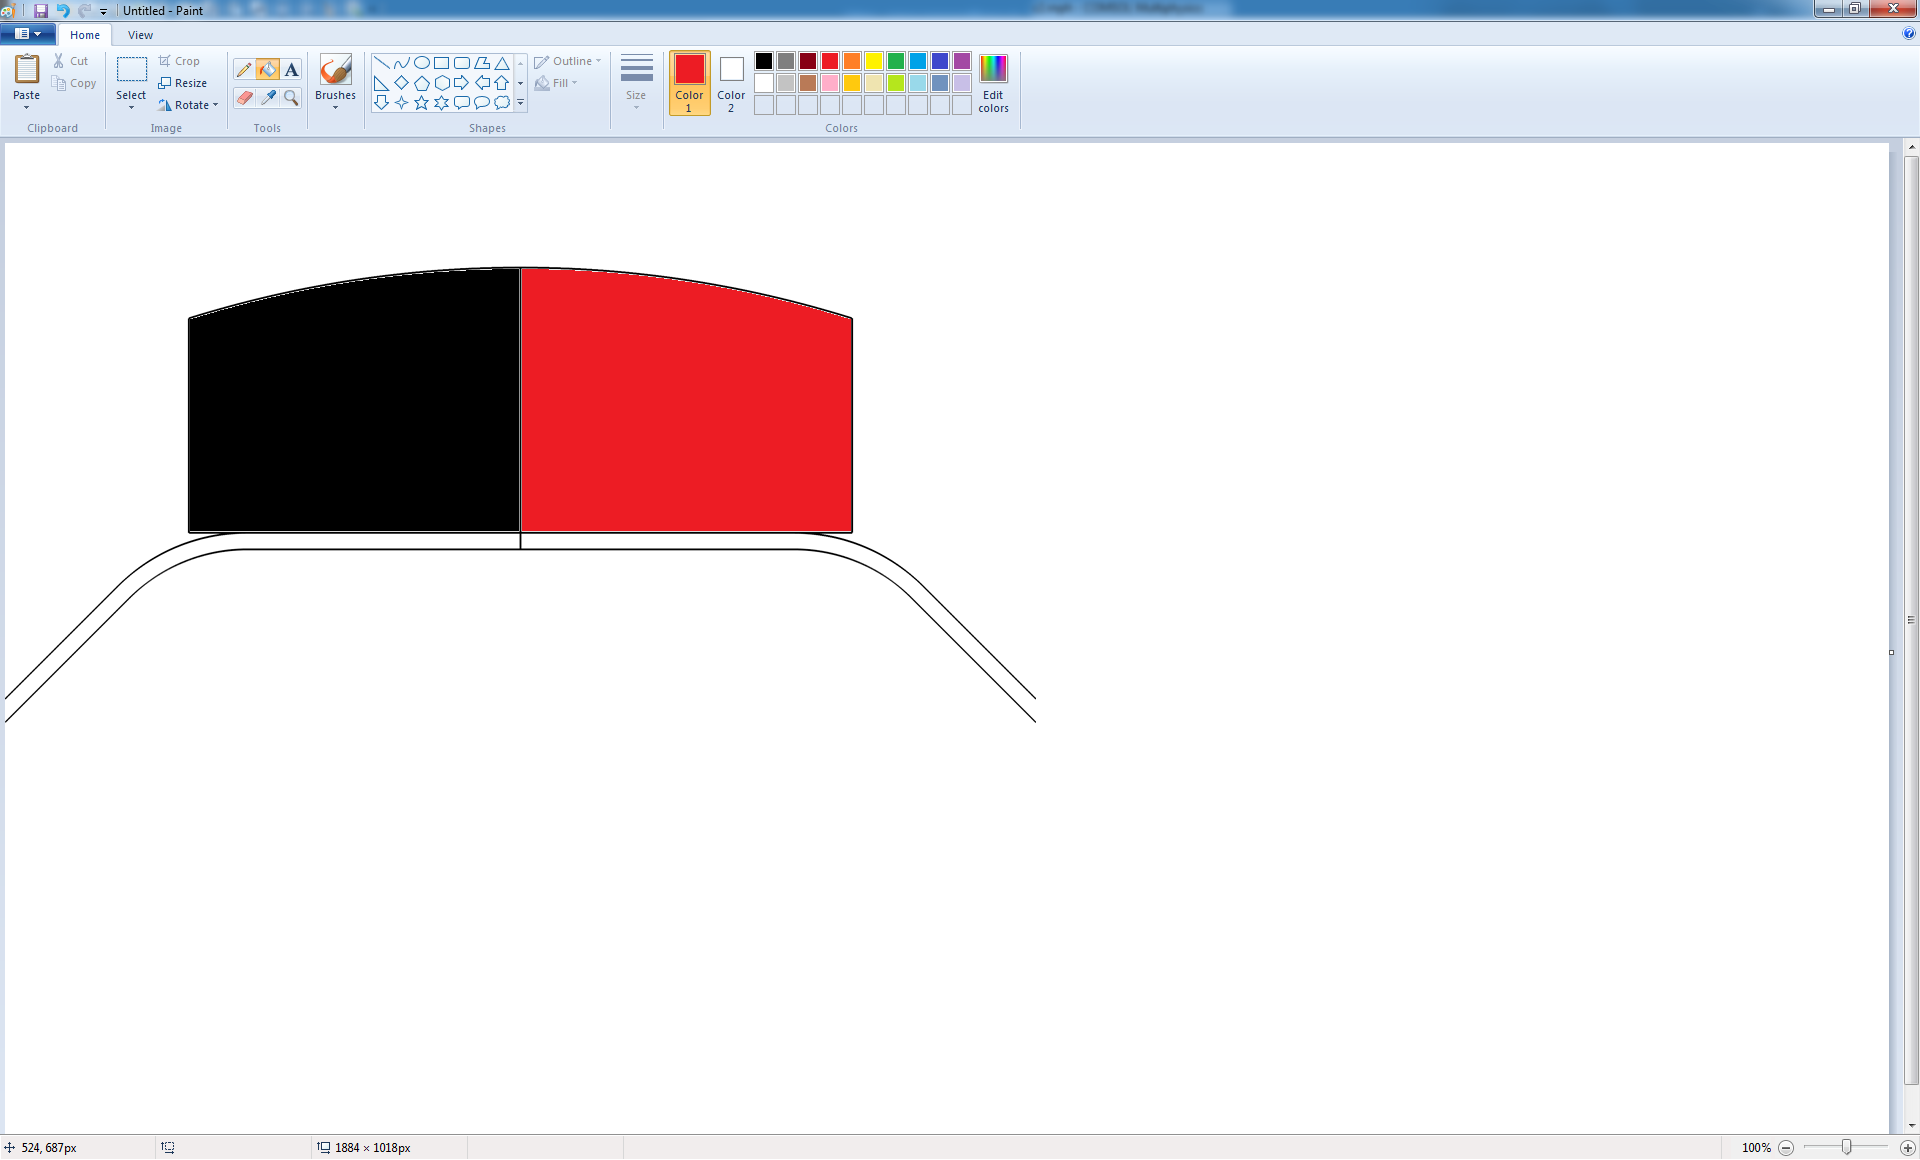 Untitled - Paint
Home View
Paste
Cut
Copy
Clipboard
Select
Crop
Resize
Rotate
Image
A
Tools
Brushes
Shapes
Outline
Fill
Size
Color 1
Color 2
Edit colors
Colors
524, 687px
1884 × 1018px
100%